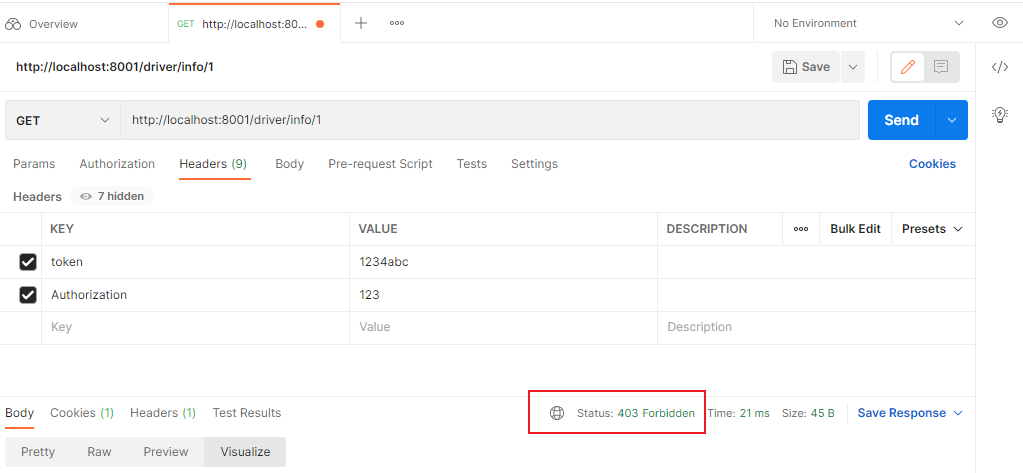 Overview
GET http://localhost:80...
No Environment
http://localhost:8001/driver/info/1
Save
GET
http://localhost:8001/driver/info/1
Send
Params Authorization Headers (9) Body Pre-request Script Tests Settings
Cookies
Headers 7 hidden
KEY VALUE DESCRIPTION Bulk Edit Presets
token 1234abc
Authorization 123
Key Value Description
Body Cookies (1) Headers (1) Test Results
Status: 403 Forbidden Time: 21 ms Size: 45 B Save Response
Pretty Raw Preview Visualize